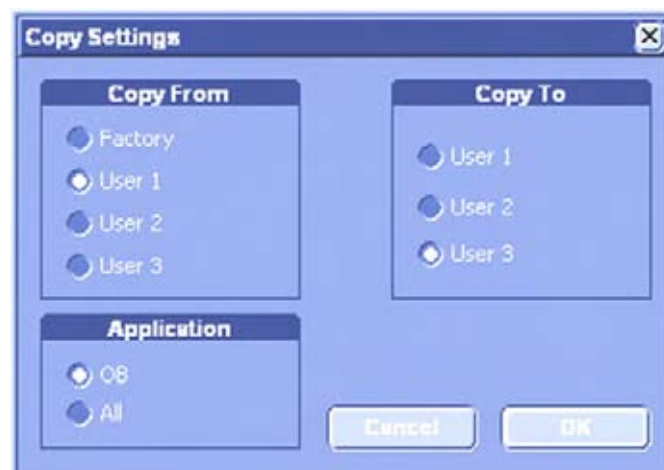 Copy Settings
Copy From
Factory
User 1
User 2
User 3
Copy To
User 1
User 2
User 3
Application
OB
All
Cancel
OK